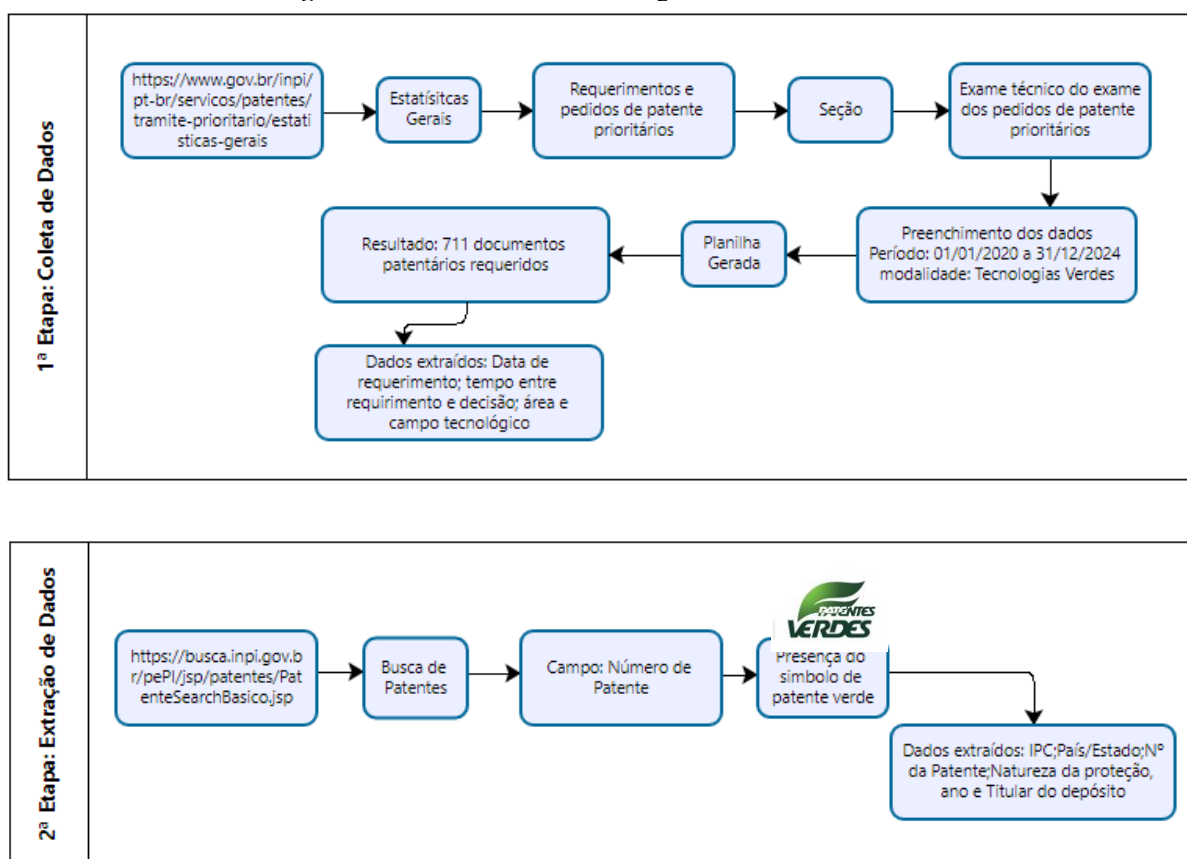 1ª Etapa: Coleta de Dados
https://www.gov.br/inpi/
pt-br/servicos/patentes/
tramite-prioritario/estati
sticas-gerais
Estatísitcas
Gerais
Requerimentos e
pedidos de patente
prioritários
Seção
Exame técnico do exame
dos pedidos de patente
prioritários
Preenchimento dos dados
Período: 01/01/2020 a 31/12/2024
modalidade: Tecnologias Verdes
Planilha
Gerada
Resultado: 711 documentos
patentários requeridos
Dados extraídos: Data de
requerimento; tempo entre
requirimento e decisão; área e
campo tecnológico
2ª Etapa: Extração de Dados
https://busca.inpi.gov.b
r/pePI/jsp/patentes/Pat
enteSearchBasico.jsp
Busca de
Patentes
Campo: Número de
Patente
PATENTES
VERDES
Presença do
simbolo de
patente verde
Dados extraídos: IPC;País/Estado;Nº
da Patente;Natureza da proteção,
ano e Titular do depósito